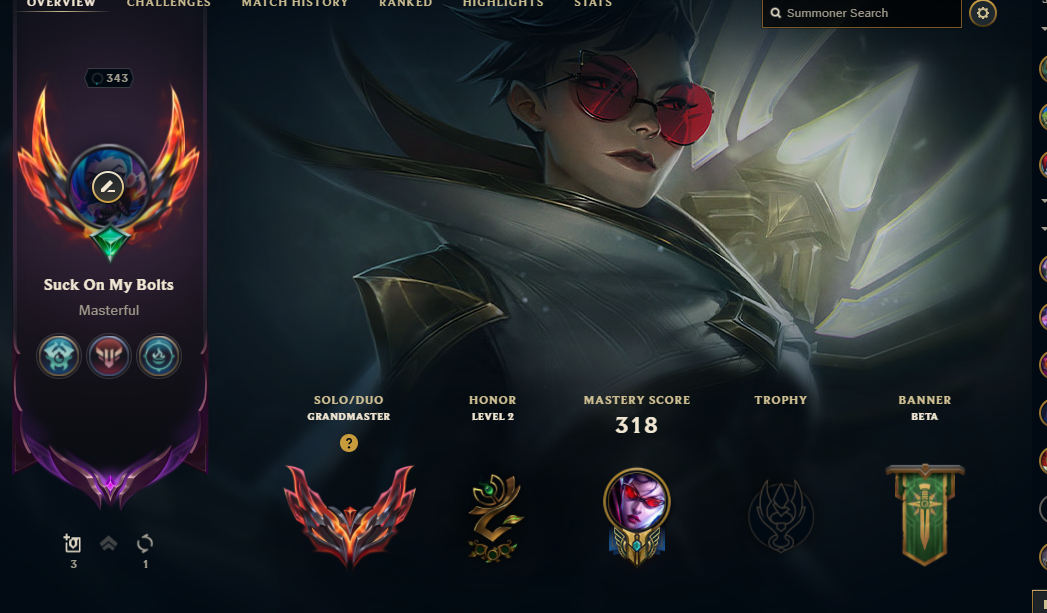 OVERVIEW
CHALLENGES
MATCH HISTORY
RANKED
HIGHLIGHTS
STATS
Summoner Search
343
Suck On My Bolts
Masterful
SOLO/DUO
GRANDMASTER
?
HONOR
LEVEL 2
MASTERY SCORE
318
TROPHY
BANNER
BETA
3
1